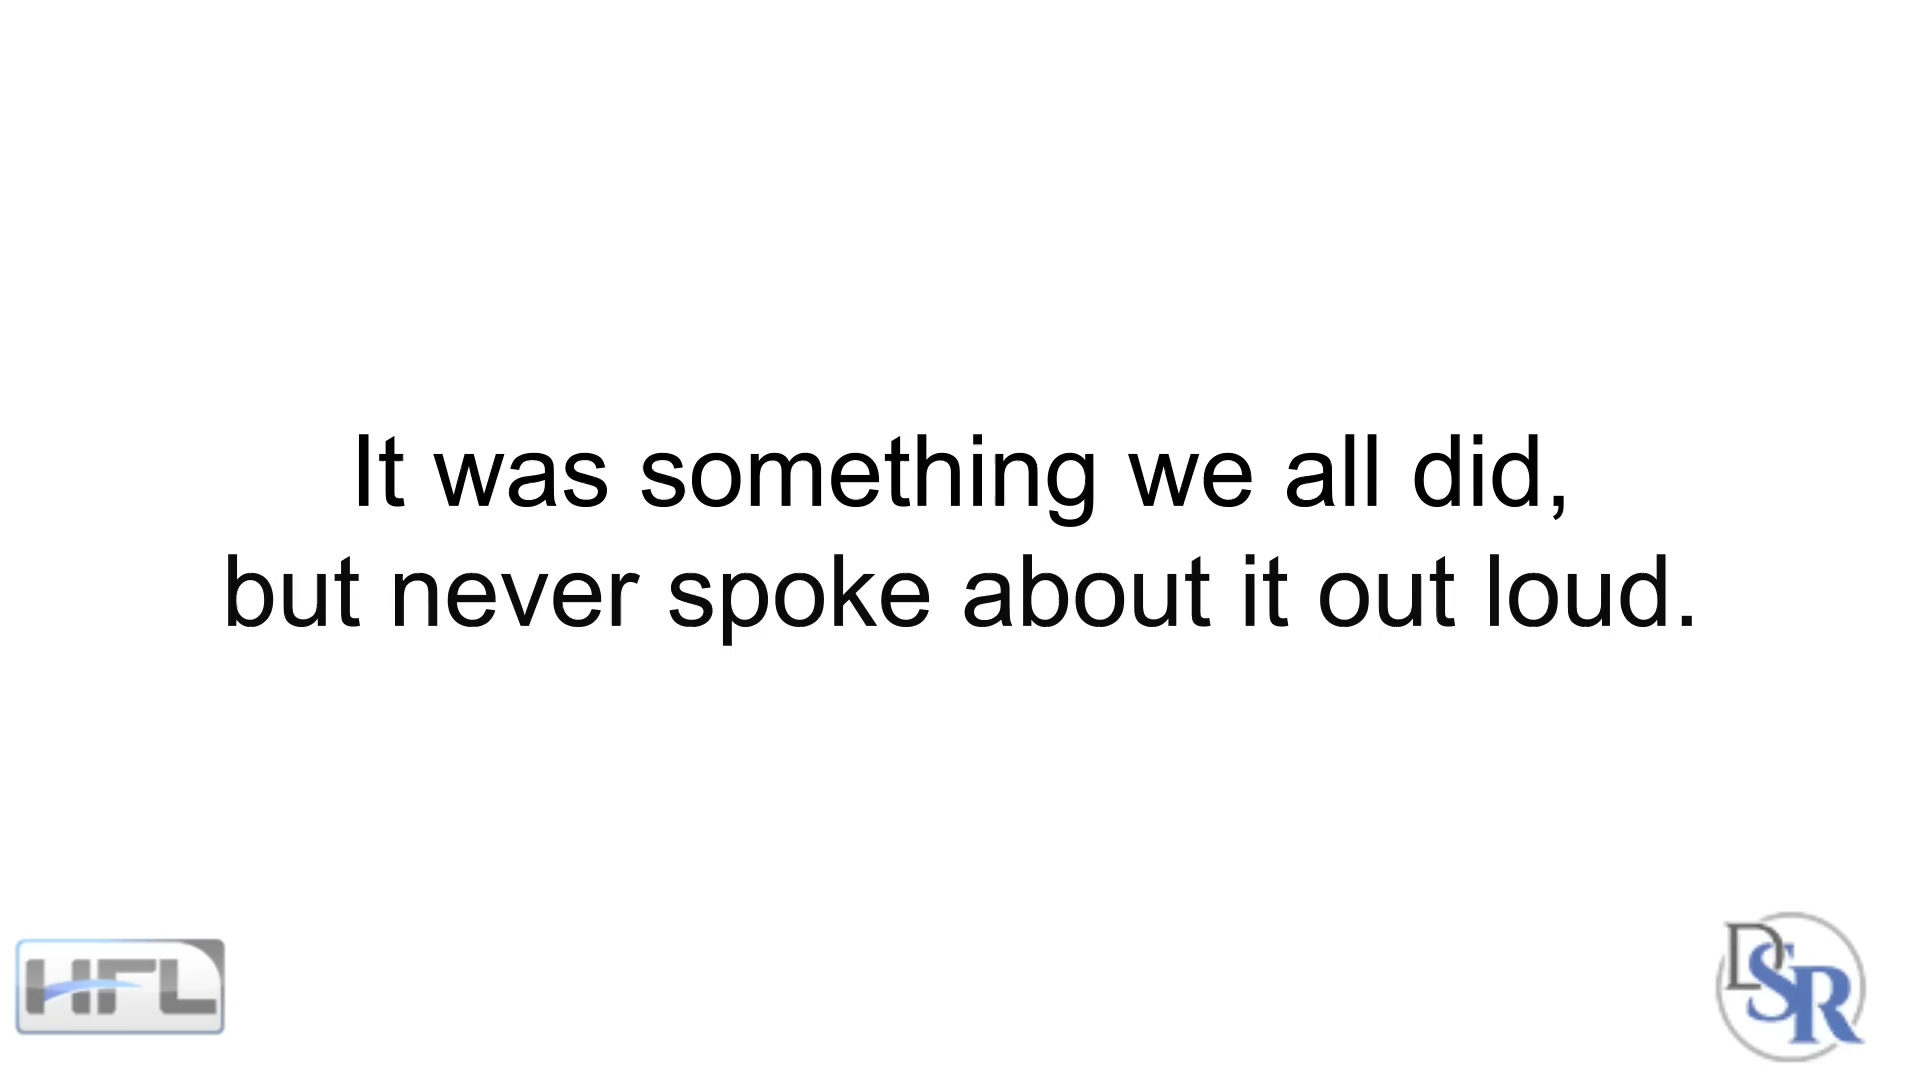 It was something we all did,
but never spoke about it out loud.
HFL
DSR